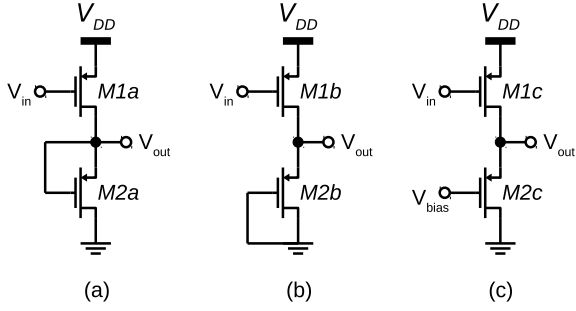 VDD VDD VDD
Vin M1a Vin M1b Vin M1c
Vout Vout Vout
M2a M2b Vbias M2c
(a) (b) (c)